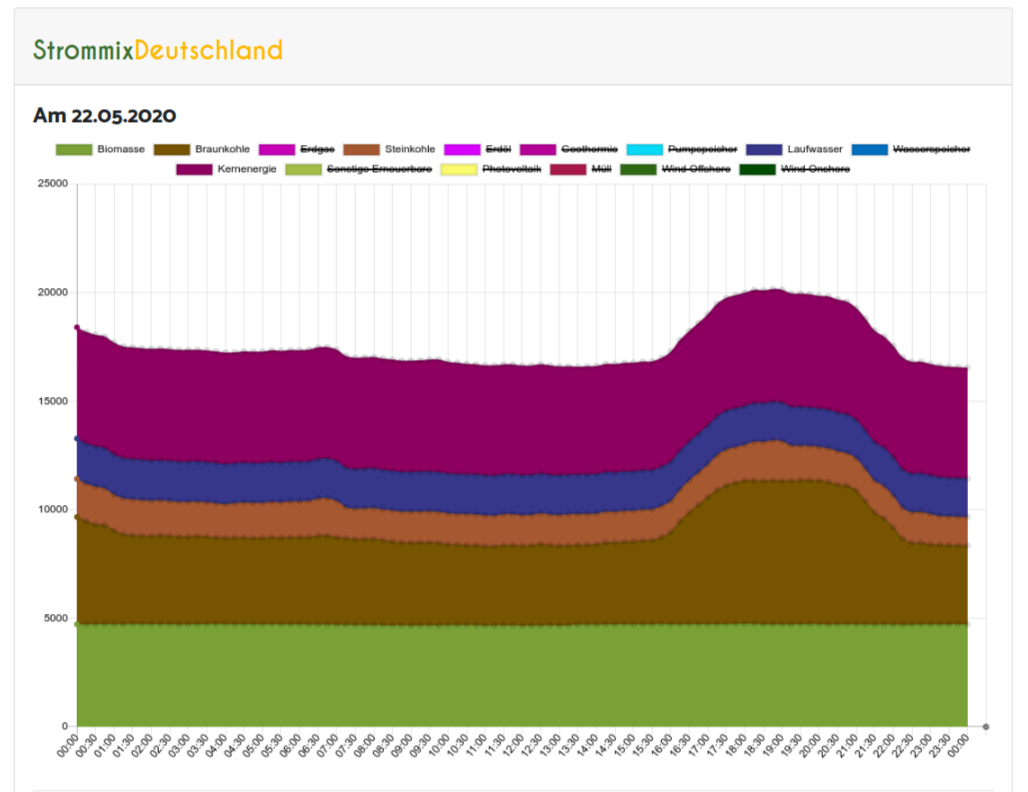 StrommixDeutschland
Am 22.05.2020
Biomasse Braunkohle Erdgas Steinkohle Erdöl Geothermie Pumpspeicher Laufwasser Wasserspeicher
Kernenergie Sonstige Erneuerbare Photovoltaik Müll Wind Offshore Wind Onshore
25000
20000
15000
10000
5000
0
00:00 00:30 01:00 01:30 02:00 02:30 03:00 03:30 04:00 04:30 05:00 05:30 06:00 06:30 07:00 07:30 08:00 08:30 09:00 09:30 10:00 10:30 11:00 11:30 12:00 12:30 13:00 13:30 14:00 14:30 15:00 15:30 16:00 16:30 17:00 17:30 18:00 18:30 19:00 19:30 20:00 20:30 21:00 21:30 22:00 22:30 23:00 23:30 00:00